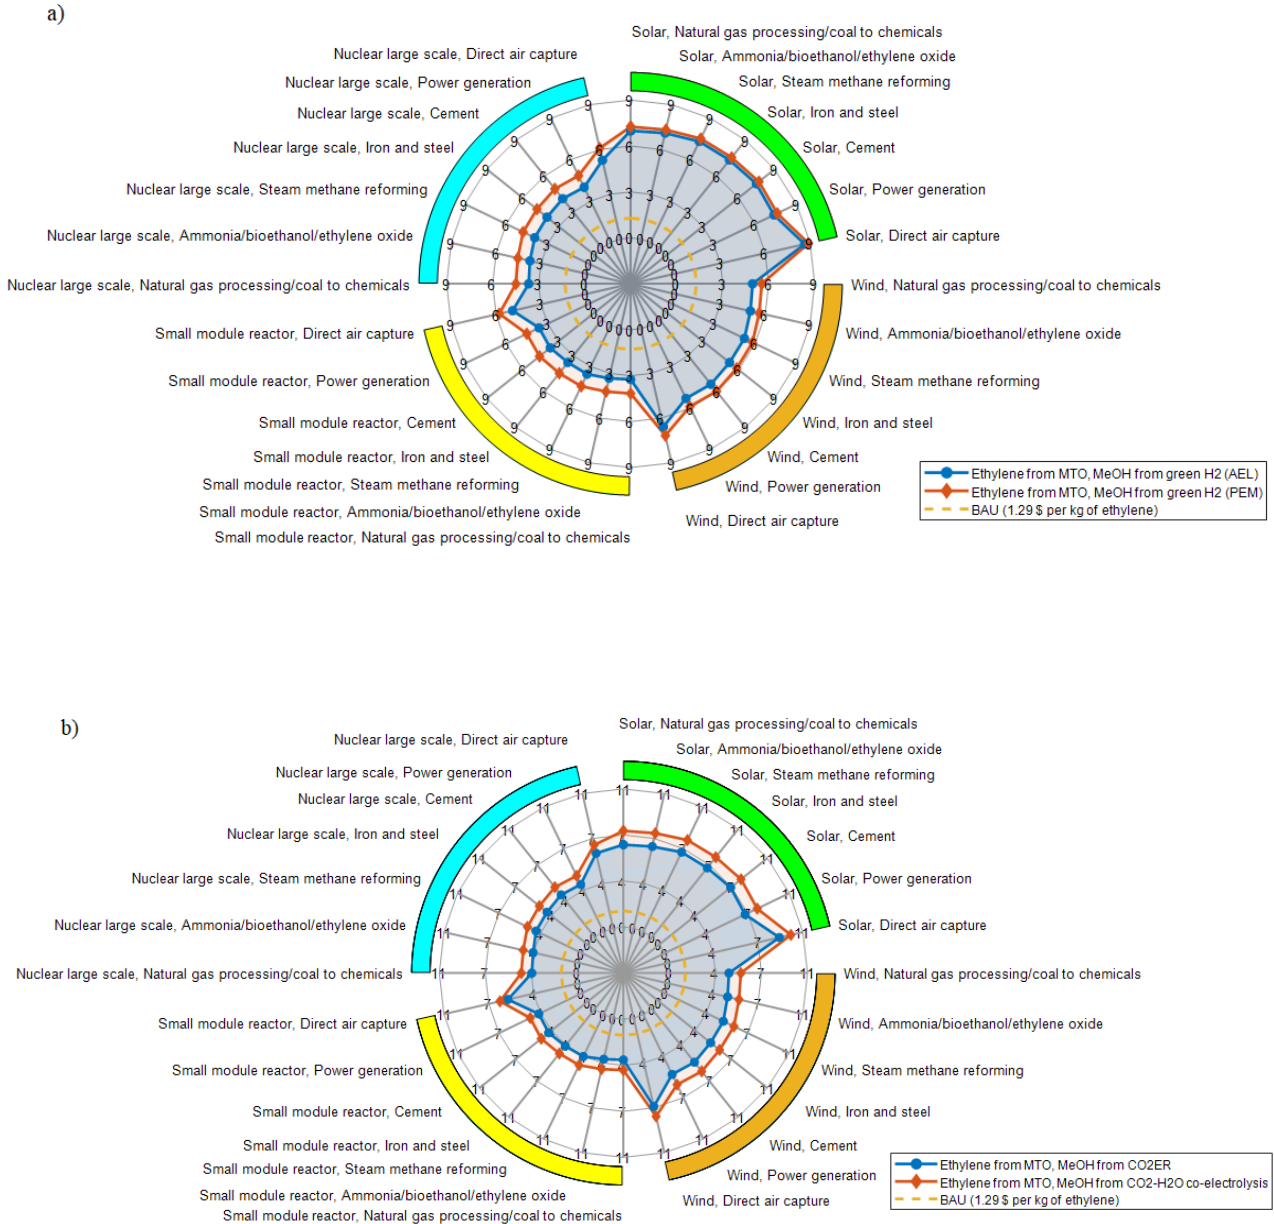 a)
Solar, Natural gas processing/coal to chemicals
Nuclear large scale, Direct air capture
Solar, Ammonia/bioethanol/ethylene oxide
Nuclear large scale, Power generation
Solar, Steam methane reforming
Nuclear large scale, Cement
Solar, Iron and steel
Nuclear large scale, Iron and steel
Solar, Cement
Nuclear large scale, Steam methane reforming
Solar, Power generation
Nuclear large scale, Ammonia/bioethanol/ethylene oxide
Solar, Direct air capture
Nuclear large scale, Natural gas processing/coal to chemicals
Wind, Natural gas processing/coal to chemicals
Small module reactor, Direct air capture
Wind, Ammonia/bioethanol/ethylene oxide
Small module reactor, Power generation
Wind, Steam methane reforming
Small module reactor, Cement
Wind, Iron and steel
Small module reactor, Iron and steel
Wind, Cement
Small module reactor, Steam methane reforming
Wind, Power generation
Small module reactor, Ammonia/bioethanol/ethylene oxide
Wind, Direct air capture
Small module reactor, Natural gas processing/coal to chemicals
0
3
6
9
Ethylene from MTO, MeOH from green H2 (AEL)
Ethylene from MTO, MeOH from green H2 (PEM)
BAU (1.29 $ per kg of ethylene)
b)
Solar, Natural gas processing/coal to chemicals
Nuclear large scale, Direct air capture
Solar, Ammonia/bioethanol/ethylene oxide
Nuclear large scale, Power generation
Solar, Steam methane reforming
Nuclear large scale, Cement
Solar, Iron and steel
Nuclear large scale, Iron and steel
Solar, Cement
Nuclear large scale, Steam methane reforming
Solar, Power generation
Nuclear large scale, Ammonia/bioethanol/ethylene oxide
Solar, Direct air capture
Nuclear large scale, Natural gas processing/coal to chemicals
Wind, Natural gas processing/coal to chemicals
Small module reactor, Direct air capture
Wind, Ammonia/bioethanol/ethylene oxide
Small module reactor, Power generation
Wind, Steam methane reforming
Small module reactor, Cement
Wind, Iron and steel
Small module reactor, Iron and steel
Wind, Cement
Small module reactor, Steam methane reforming
Wind, Power generation
Small module reactor, Ammonia/bioethanol/ethylene oxide
Wind, Direct air capture
Small module reactor, Natural gas processing/coal to chemicals
0
4
7
11
Ethylene from MTO, MeOH from CO2ER
Ethylene from MTO, MeOH from CO2-H2O co-electrolysis
BAU (1.29 $ per kg of ethylene)